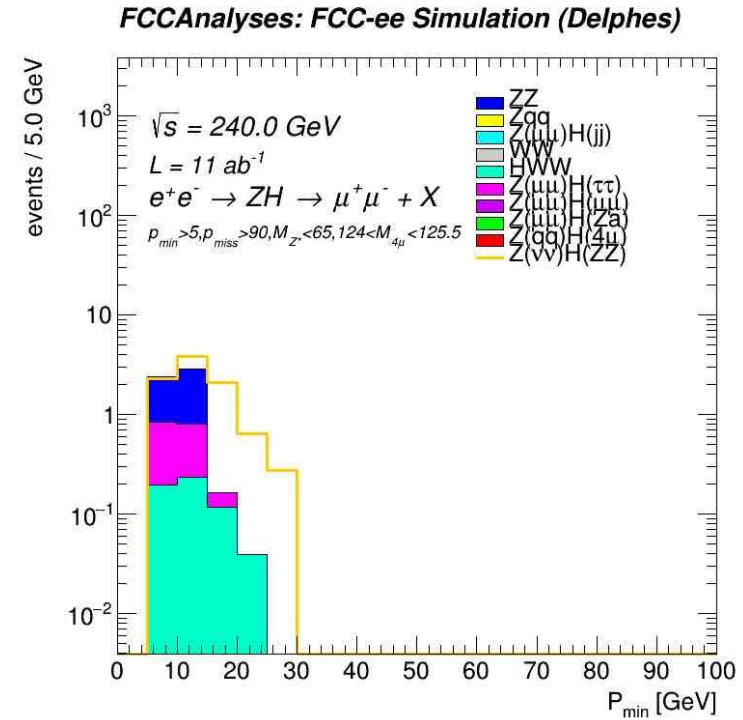 FCCAnalyses: FCC-ee Simulation (Delphes)
events / 5.0 GeV
10³
10²
10
1
10⁻¹
10⁻²
√s = 240.0 GeV
L = 11 ab⁻¹
e⁺e⁻ → ZH → μ⁺μ⁻ + X
p_min>5,p_miss>90,M_Z*<65,124<M_4μ<125.5
ZZ
Zqq
Z(μμ)H(jj)
WW
HWW
Z(μμ)H(ττ)
Z(μμ)H(μμ)
Z(μμ)H(Za)
Z(qq)H(4μ)
Z(νν)H(ZZ)
0 10 20 30 40 50 60 70 80 90 100
P_min [GeV]